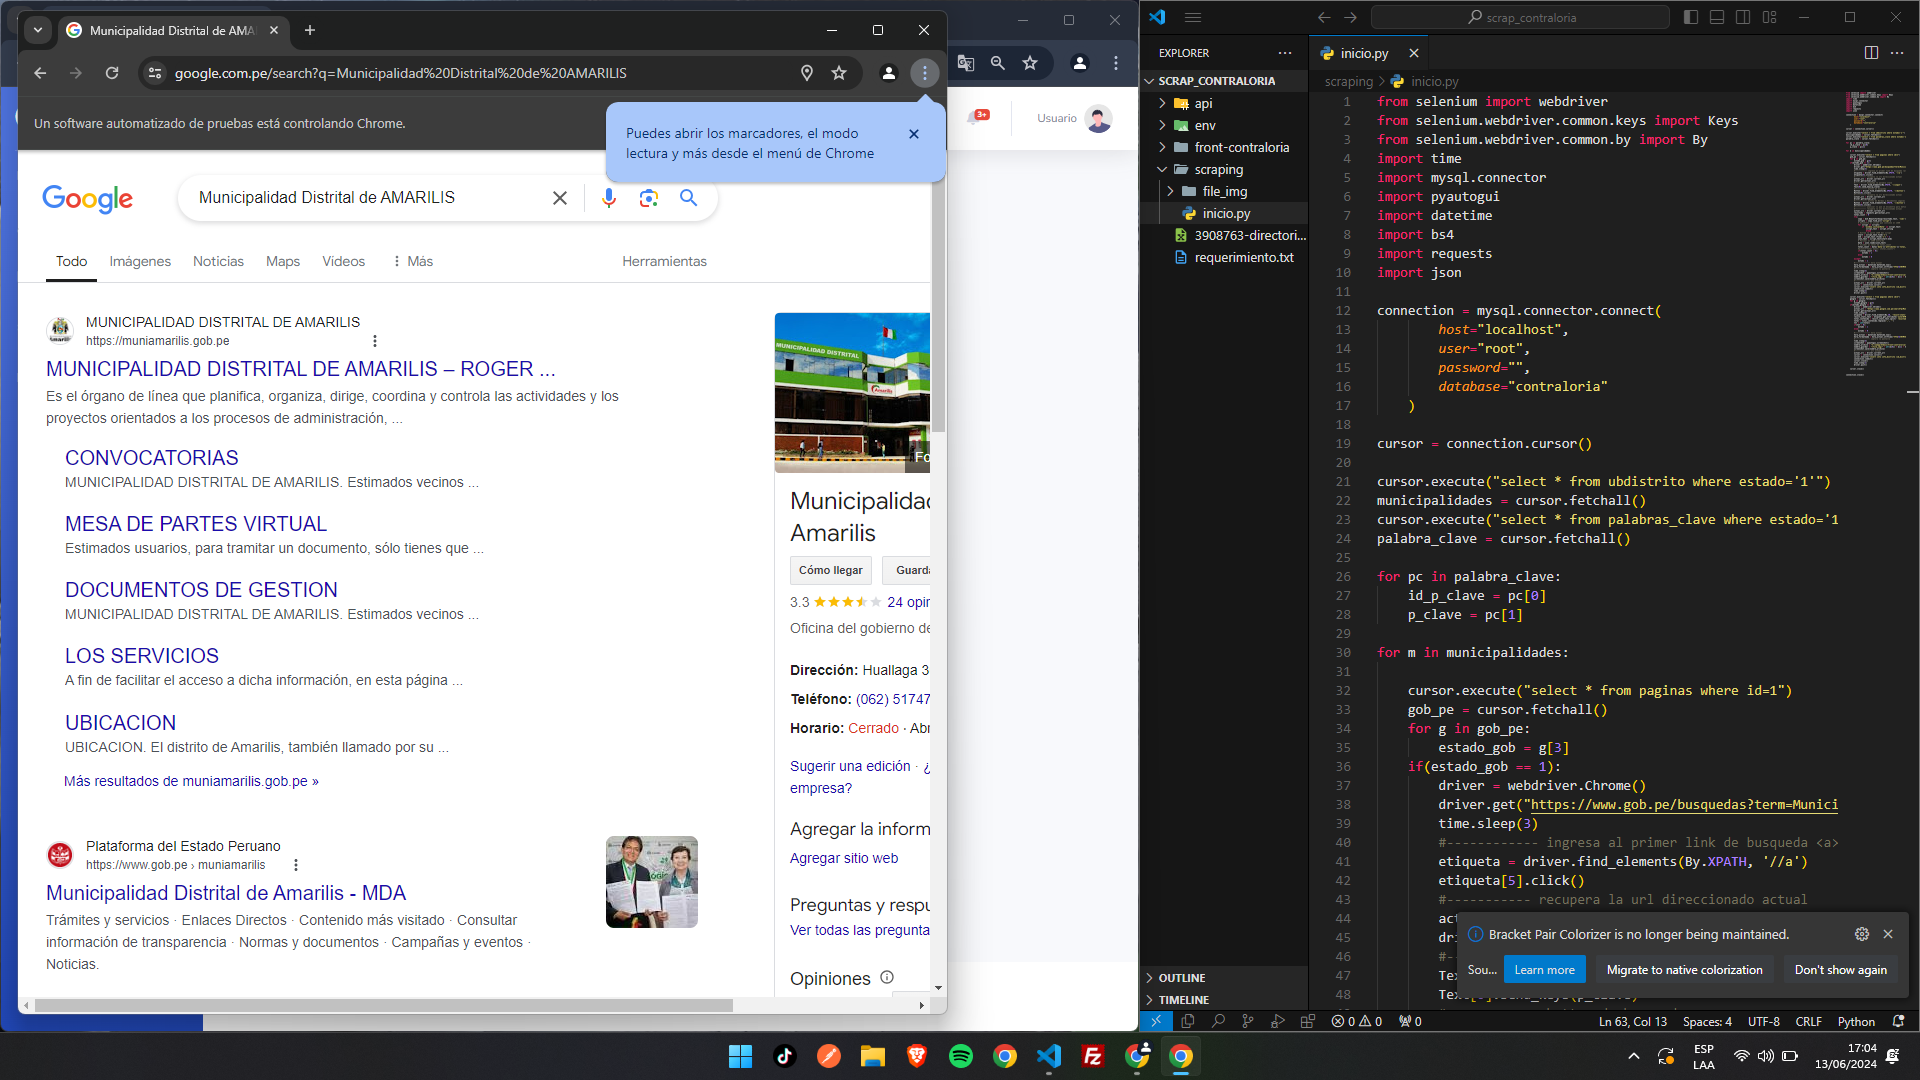 Municipalidad Distrital de AMA
google.com.pe/search?q=Municipalidad%20Distrital%20de%20AMARILIS
Un software automatizado de pruebas está controlando Chrome.
Puedes abrir los marcadores, el modo
lectura y más desde el menú de Chrome
3+
Usuario
Google
Municipalidad Distrital de AMARILIS
Todo
Imágenes
Noticias
Maps
Videos
Más
Herramientas
MUNICIPALIDAD DISTRITAL DE AMARILIS
https://muniamarilis.gob.pe
MUNICIPALIDAD DISTRITAL DE AMARILIS – ROGER ...
Es el órgano de línea que planifica, organiza, dirige, coordina y controla las actividades y los
proyectos orientados a los procesos de administración, ...
CONVOCATORIAS
MUNICIPALIDAD DISTRITAL DE AMARILIS. Estimados vecinos ...
MESA DE PARTES VIRTUAL
Estimados usuarios, para tramitar un documento, sólo tienes que ...
DOCUMENTOS DE GESTION
MUNICIPALIDAD DISTRITAL DE AMARILIS. Estimados vecinos ...
LOS SERVICIOS
A fin de facilitar el acceso a dicha información, en esta página ...
UBICACION
UBICACION. El distrito de Amarilis, también llamado por su ...
Más resultados de muniamarilis.gob.pe »
Plataforma del Estado Peruano
https://www.gob.pe › muniamarilis
Municipalidad Distrital de Amarilis - MDA
Trámites y servicios · Enlaces Directos · Contenido más visitado · Consultar
información de transparencia · Normas y documentos · Campañas y eventos ·
Noticias.
MUNICIPALIDAD DISTRITAL
Amarilis
Fo
Municipalidad
Amarilis
Cómo llegar
Guarda
3.3
24 opin
Oficina del gobierno de
Dirección: Huallaga 3
Teléfono: (062) 51747
Horario: Cerrado · Abr
Sugerir una edición · ¿
empresa?
Agregar la inform
Agregar sitio web
Preguntas y respu
Ver todas las pregunta
Opiniones
scrap_contraloria
EXPLORER
SCRAP_CONTRALORIA
api
env
front-contraloria
scraping
file_img
inicio.py
3908763-directori...
requerimiento.txt
OUTLINE
TIMELINE
inicio.py
scraping > inicio.py
1 from selenium import webdriver
2 from selenium.webdriver.common.keys import Keys
3 from selenium.webdriver.common.by import By
4 import time
5 import mysql.connector
6 import pyautogui
7 import datetime
8 import bs4
9 import requests
10 import json
11
12 connection = mysql.connector.connect(
13 host="localhost",
14 user="root",
15 password="",
16 database="contraloria"
17 )
18
19 cursor = connection.cursor()
20
21 cursor.execute("select * from ubdistrito where estado='1'")
22 municipalidades = cursor.fetchall()
23 cursor.execute("select * from palabras_clave where estado='1
24 palabra_clave = cursor.fetchall()
25
26 for pc in palabra_clave:
27 id_p_clave = pc[0]
28 p_clave = pc[1]
29
30 for m in municipalidades:
31
32 cursor.execute("select * from paginas where id=1")
33 gob_pe = cursor.fetchall()
34 for g in gob_pe:
35 estado_gob = g[3]
36 if(estado_gob == 1):
37 driver = webdriver.Chrome()
38 driver.get("https://www.gob.pe/busquedas?term=Munici
39 time.sleep(3)
40 #------------ ingresa al primer link de busqueda <a>
41 etiqueta = driver.find_elements(By.XPATH, '//a')
42 etiqueta[5].click()
43 #----------- recupera la url direccionado actual
44
45
46
47
48
Bracket Pair Colorizer is no longer being maintained.
Sou...
Learn more
Migrate to native colorization
Don't show again
0 0
0
Ln 63, Col 13
Spaces: 4
UTF-8
CRLF
Python
ESP
LAA
17:04
13/06/2024